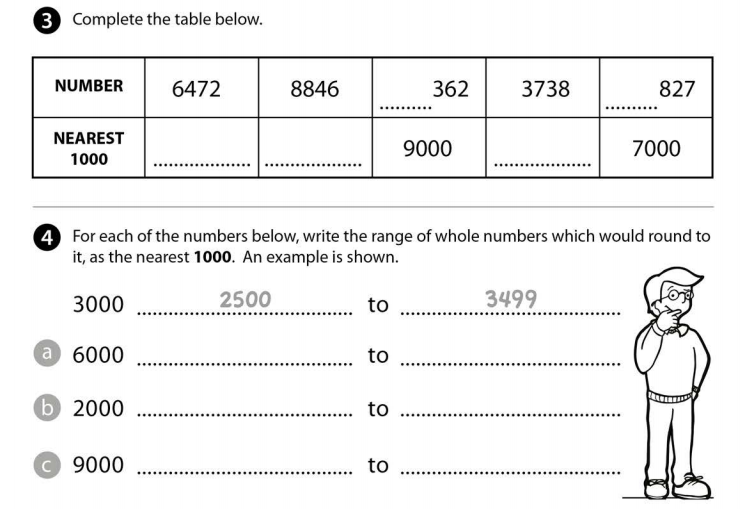 3 Complete the table below.
NUMBER 6472 8846 ..........362 3738 ..........827
NEAREST 1000 ................... ................... 9000 ................... 7000
4 For each of the numbers below, write the range of whole numbers which would round to
it, as the nearest 1000. An example is shown.
3000 2500 to 3499
a 6000 ........................................ to ........................................
b 2000 ........................................ to ........................................
c 9000 ........................................ to ........................................